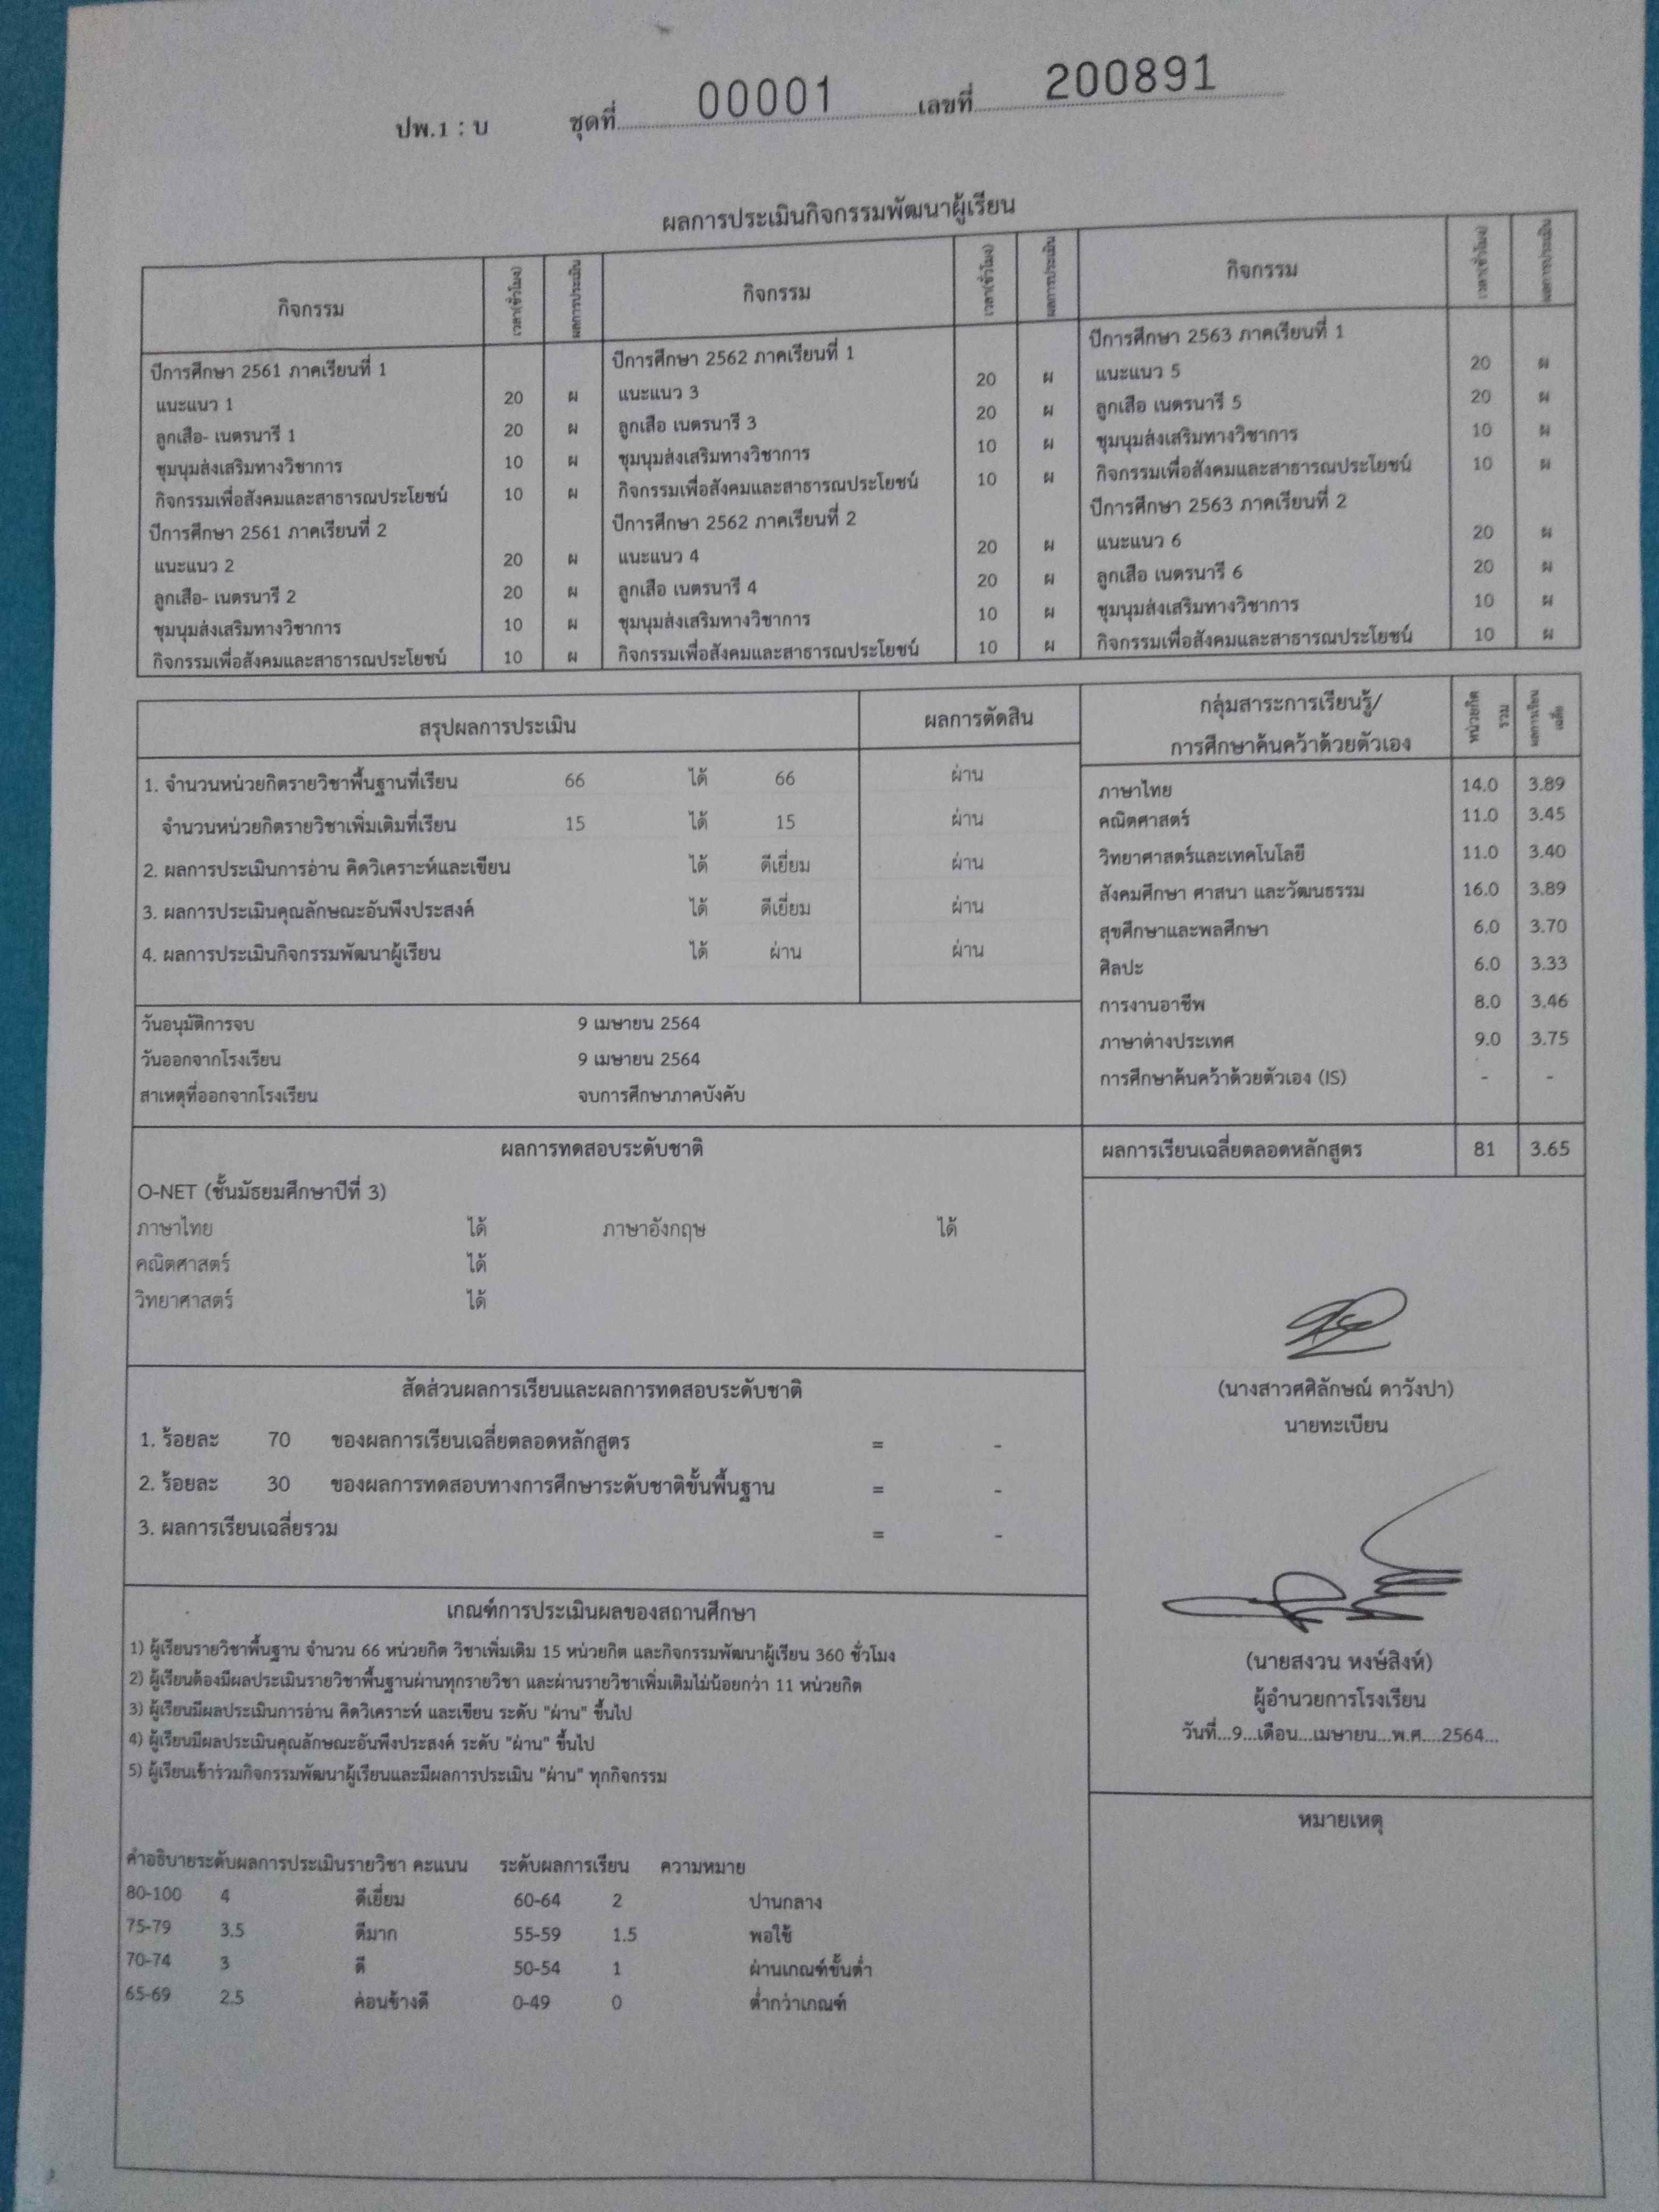 ปพ.1 : บ ชุดที่ 00001 เลขที่ 200891
ผลการประเมินกิจกรรมพัฒนาผู้เรียน
กิจกรรม เวลา(ชั่วโมง) ผลการประเมิน กิจกรรม เวลา(ชั่วโมง) ผลการประเมิน กิจกรรม เวลา(ชั่วโมง) ผลการประเมิน
ปีการศึกษา 2561 ภาคเรียนที่ 1 ปีการศึกษา 2562 ภาคเรียนที่ 1 ปีการศึกษา 2563 ภาคเรียนที่ 1
แนะแนว 1 20 ผ แนะแนว 3 20 ผ แนะแนว 5 20 ผ
ลูกเสือ- เนตรนารี 1 20 ผ ลูกเสือ เนตรนารี 3 20 ผ ลูกเสือ เนตรนารี 5 20 ผ
ชุมนุมส่งเสริมทางวิชาการ 10 ผ ชุมนุมส่งเสริมทางวิชาการ 10 ผ ชุมนุมส่งเสริมทางวิชาการ 10 ผ
กิจกรรมเพื่อสังคมและสาธารณประโยชน์ 10 ผ กิจกรรมเพื่อสังคมและสาธารณประโยชน์ 10 ผ กิจกรรมเพื่อสังคมและสาธารณประโยชน์ 10 ผ
ปีการศึกษา 2561 ภาคเรียนที่ 2 ปีการศึกษา 2562 ภาคเรียนที่ 2 ปีการศึกษา 2563 ภาคเรียนที่ 2
แนะแนว 2 20 ผ แนะแนว 4 20 ผ แนะแนว 6 20 ผ
ลูกเสือ- เนตรนารี 2 20 ผ ลูกเสือ เนตรนารี 4 20 ผ ลูกเสือ เนตรนารี 6 20 ผ
ชุมนุมส่งเสริมทางวิชาการ 10 ผ ชุมนุมส่งเสริมทางวิชาการ 10 ผ ชุมนุมส่งเสริมทางวิชาการ 10 ผ
กิจกรรมเพื่อสังคมและสาธารณประโยชน์ 10 ผ กิจกรรมเพื่อสังคมและสาธารณประโยชน์ 10 ผ กิจกรรมเพื่อสังคมและสาธารณประโยชน์ 10 ผ
สรุปผลการประเมิน ผลการตัดสิน
1. จำนวนหน่วยกิตรายวิชาพื้นฐานที่เรียน 66 ได้ 66 ผ่าน
จำนวนหน่วยกิตรายวิชาเพิ่มเติมที่เรียน 15 ได้ 15 ผ่าน
2. ผลการประเมินการอ่าน คิดวิเคราะห์และเขียน ได้ ดีเยี่ยม ผ่าน
3. ผลการประเมินคุณลักษณะอันพึงประสงค์ ได้ ดีเยี่ยม ผ่าน
4. ผลการประเมินกิจกรรมพัฒนาผู้เรียน ได้ ผ่าน ผ่าน
วันอนุมัติการจบ 9 เมษายน 2564
วันออกจากโรงเรียน 9 เมษายน 2564
สาเหตุที่ออกจากโรงเรียน จบการศึกษาภาคบังคับ
กลุ่มสาระการเรียนรู้/
การศึกษาค้นคว้าด้วยตัวเอง หน่วยกิตรวม ผลการเรียนเฉลี่ย
ภาษาไทย 14.0 3.89
คณิตศาสตร์ 11.0 3.45
วิทยาศาสตร์และเทคโนโลยี 11.0 3.40
สังคมศึกษา ศาสนา และวัฒนธรรม 16.0 3.89
สุขศึกษาและพลศึกษา 6.0 3.70
ศิลปะ 6.0 3.33
การงานอาชีพ 8.0 3.46
ภาษาต่างประเทศ 9.0 3.75
การศึกษาค้นคว้าด้วยตัวเอง (IS) - -
ผลการเรียนเฉลี่ยตลอดหลักสูตร 81 3.65
ผลการทดสอบระดับชาติ
O-NET (ชั้นมัธยมศึกษาปีที่ 3)
ภาษาไทย ได้ ภาษาอังกฤษ ได้
คณิตศาสตร์ ได้
วิทยาศาสตร์ ได้
สัดส่วนผลการเรียนและผลการทดสอบระดับชาติ
1. ร้อยละ 70 ของผลการเรียนเฉลี่ยตลอดหลักสูตร = -
2. ร้อยละ 30 ของผลการทดสอบทางการศึกษาระดับชาติขั้นพื้นฐาน = -
3. ผลการเรียนเฉลี่ยรวม = -
เกณฑ์การประเมินผลของสถานศึกษา
1) ผู้เรียนรายวิชาพื้นฐาน จำนวน 66 หน่วยกิต วิชาเพิ่มเติม 15 หน่วยกิต และกิจกรรมพัฒนาผู้เรียน 360 ชั่วโมง
2) ผู้เรียนต้องมีผลประเมินรายวิชาพื้นฐานผ่านทุกรายวิชา และผ่านรายวิชาเพิ่มเติมไม่น้อยกว่า 11 หน่วยกิต
3) ผู้เรียนมีผลประเมินการอ่าน คิดวิเคราะห์ และเขียน ระดับ "ผ่าน" ขึ้นไป
4) ผู้เรียนมีผลประเมินคุณลักษณะอันพึงประสงค์ ระดับ "ผ่าน" ขึ้นไป
5) ผู้เรียนเข้าร่วมกิจกรรมพัฒนาผู้เรียนและมีผลการประเมิน "ผ่าน" ทุกกิจกรรม
คำอธิบายระดับผลการประเมินรายวิชา คะแนน ระดับผลการเรียน ความหมาย
80-100 4 ดีเยี่ยม 60-64 2 ปานกลาง
75-79 3.5 ดีมาก 55-59 1.5 พอใช้
70-74 3 ดี 50-54 1 ผ่านเกณฑ์ขั้นต่ำ
65-69 2.5 ค่อนข้างดี 0-49 0 ต่ำกว่าเกณฑ์
(นางสาวศศิลักษณ์ ดาวังปา)
นายทะเบียน
(นายสงวน หงษ์สิงห์)
ผู้อำนวยการโรงเรียน
วันที่...9...เดือน...เมษายน...พ.ศ....2564...
หมายเหตุ